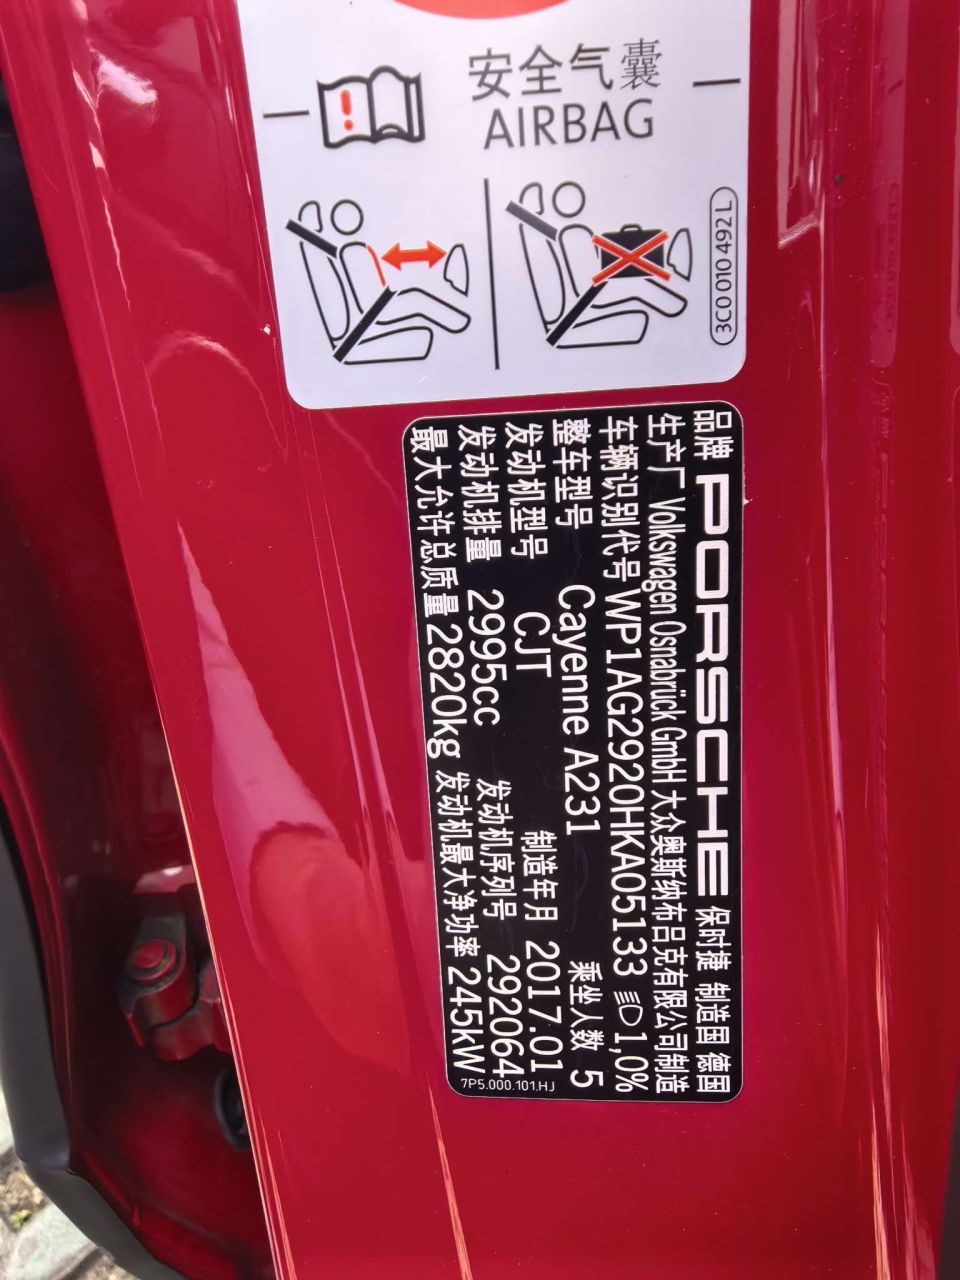 安全气囊
AIRBAG
3C0 010 492 L
品牌 PORSCHE 保时捷 制造国 德国
生产厂 Volkswagen Osnabrück GmbH 大众奥斯纳布吕克有限公司制造
车辆识别代号 WP1AG2920HKA05133 1,0%
整车型号 Cayenne A231 乘坐人数 5
发动机型号 CJT 制造年月 2017.01
发动机排量 2995cc 发动机序列号 292064
最大允许总质量 2820kg 发动机最大净功率 245kW
7P5.000.101.HJ